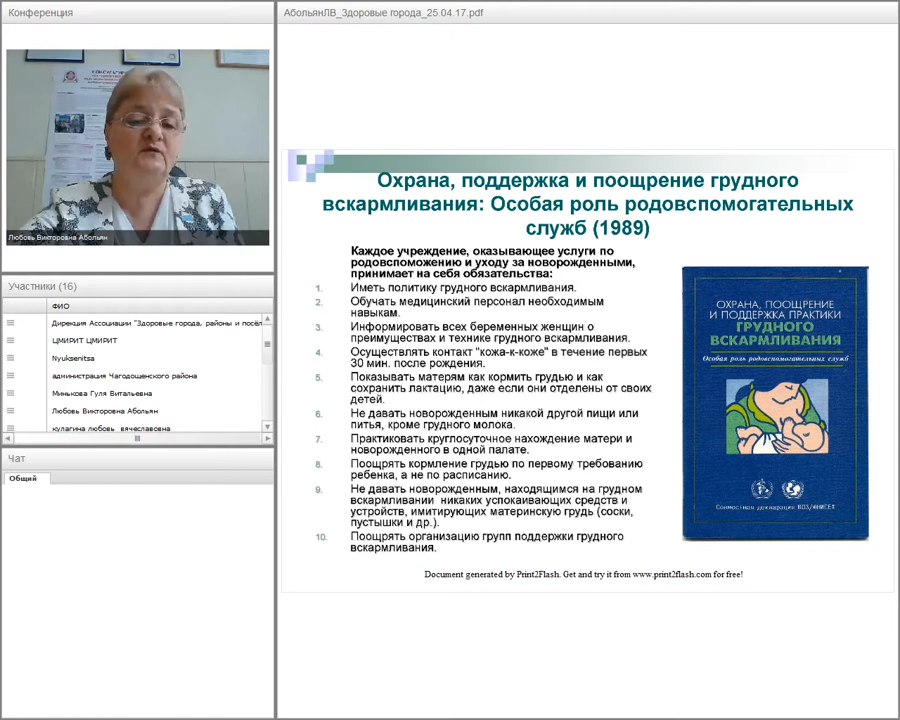 Конференция
Любовь Викторовна Абольян
Участники (16)
ФИО
Дирекция Ассоциации "Здоровые города, районы и посёл
ЦМИРИТ ЦМИРИТ
Nyuksenitsa
администрация Чагодощенского района
Минькова Гуля Витальевна
Любовь Викторовна Абольян
кулагина любовь вячеславовна
Чат
Общий
АбольянЛВ_Здоровые города_25.04.17.pdf
Охрана, поддержка и поощрение грудного
вскармливания: Особая роль родовспомогательных
служб (1989)
Каждое учреждение, оказывающее услуги по
родовспоможению и уходу за новорожденными,
принимает на себя обязательства:
1. Иметь политику грудного вскармливания.
2. Обучать медицинский персонал необходимым
навыкам.
3. Информировать всех беременных женщин о
преимуществах и технике грудного вскармливания.
4. Осуществлять контакт "кожа-к-коже" в течение первых
30 мин. после рождения.
5. Показывать матерям как кормить грудью и как
сохранить лактацию, даже если они отделены от своих
детей.
6. Не давать новорожденным никакой другой пищи или
питья, кроме грудного молока.
7. Практиковать круглосуточное нахождение матери и
новорожденного в одной палате.
8. Поощрять кормление грудью по первому требованию
ребенка, а не по расписанию.
9. Не давать новорожденным, находящимся на грудном
вскармливании никаких успокаивающих средств и
устройств, имитирующих материнскую грудь (соски,
пустышки и др.).
10. Поощрять организацию групп поддержки грудного
вскармливания.
ОХРАНА, ПООЩРЕНИЕ
И ПОДДЕРЖКА ПРАКТИКИ
ГРУДНОГО
ВСКАРМЛИВАНИЯ
Особая роль родовспомогательных служб
Совместная декларация ВОЗ/ЮНИСЕФ
Document generated by Print2Flash. Get and try it from www.print2flash.com for free!